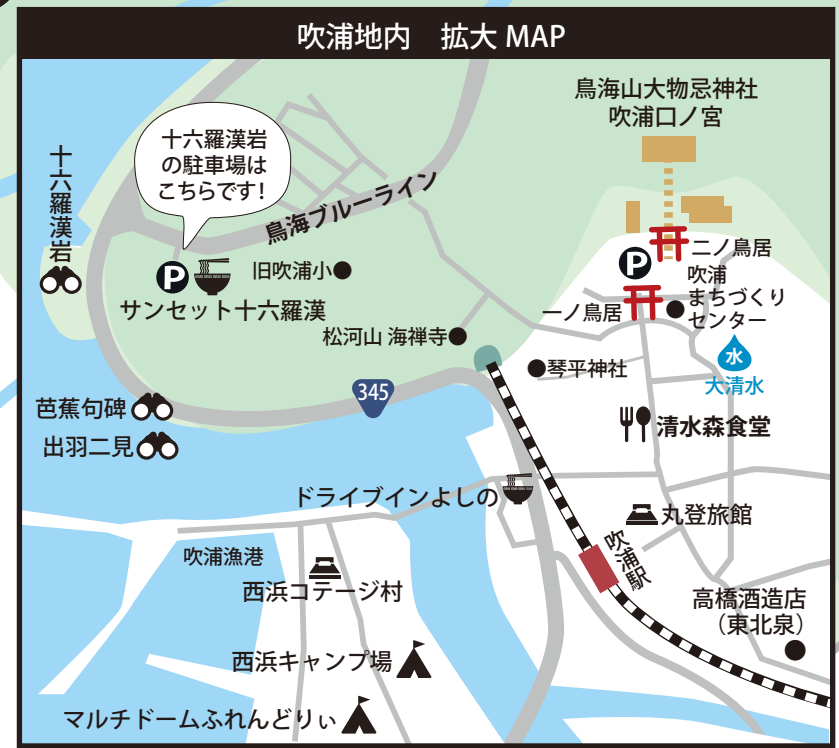 吹浦地内　拡大 MAP
鳥海山大物忌神社
吹浦口ノ宮
十六羅漢岩
の駐車場は
こちらです!
十六羅漢岩
鳥海ブルーライン
P
旧吹浦小
サンセット十六羅漢
二ノ鳥居
P
吹浦
まちづくり
センター
一ノ鳥居
松河山 海禅寺
水
大清水
琴平神社
345
芭蕉句碑
清水森食堂
出羽二見
ドライブインよしの
丸登旅館
吹浦駅
吹浦漁港
西浜コテージ村
高橋酒造店
（東北泉）
西浜キャンプ場
マルチドームふれんどりぃ